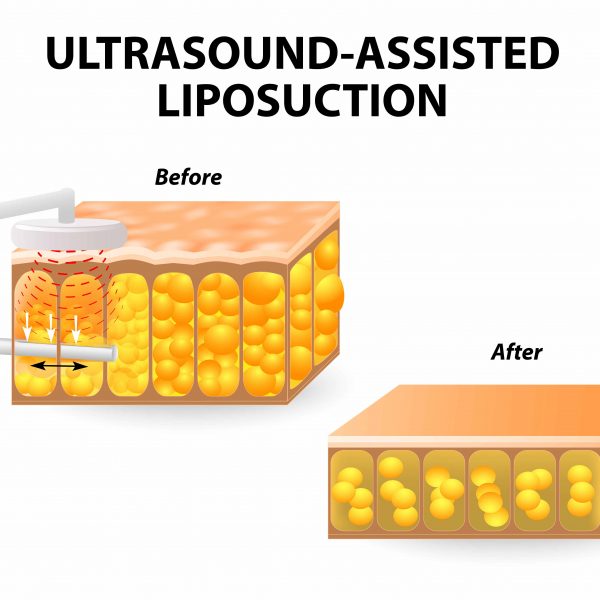 ULTRASOUND-ASSISTED
LIPOSUCTION
Before
After